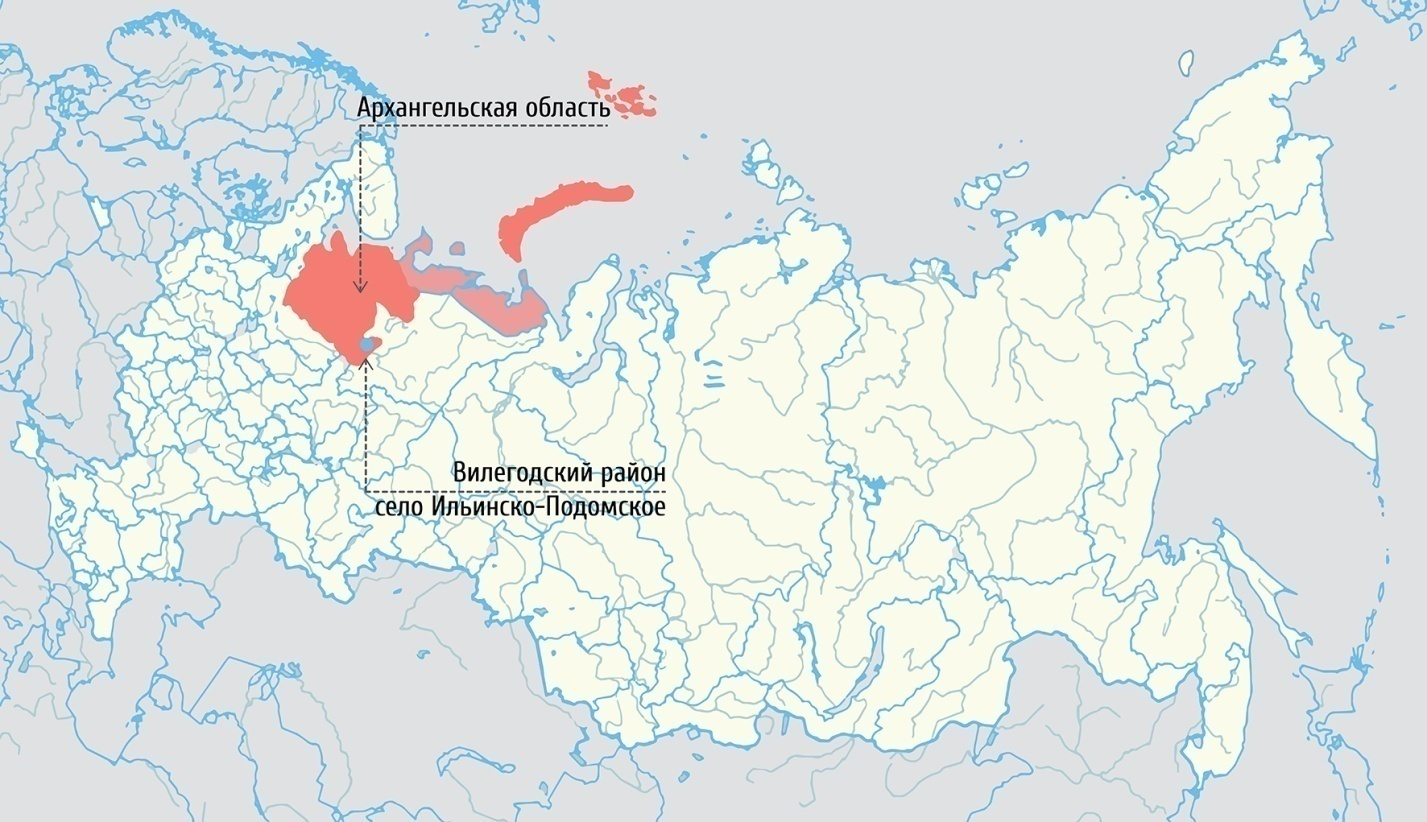 Архангельская область
Вилегодский район
село Ильинско-Подомское